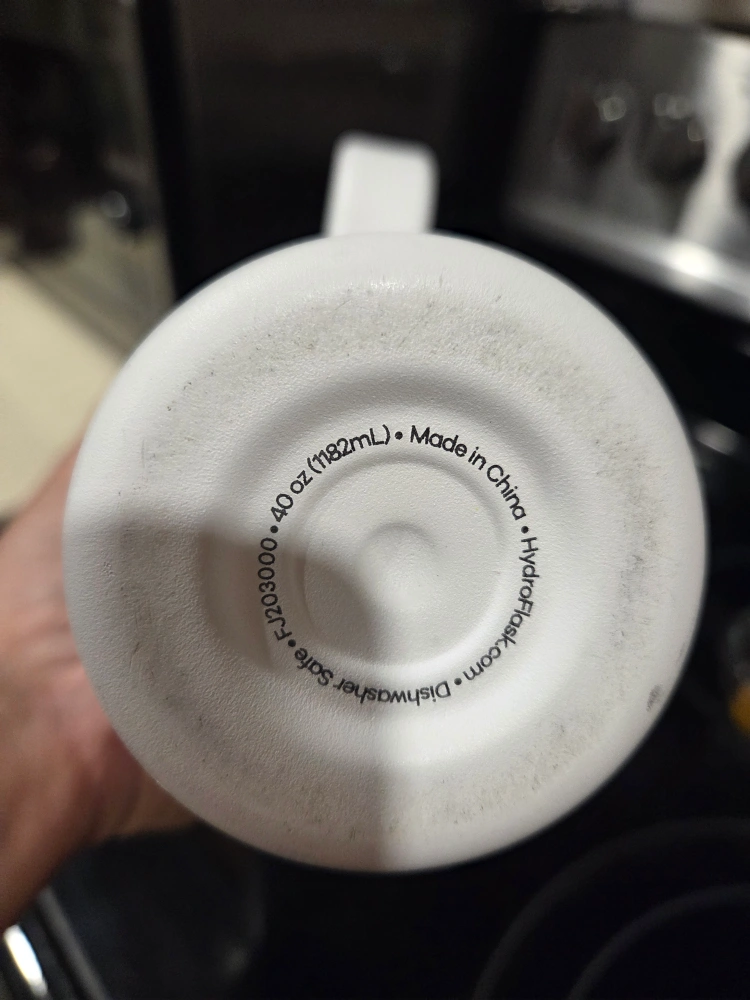 40 oz (1182mL) • Made in China • HydroFlask.com • Dishwasher Safe • FJ203000 •